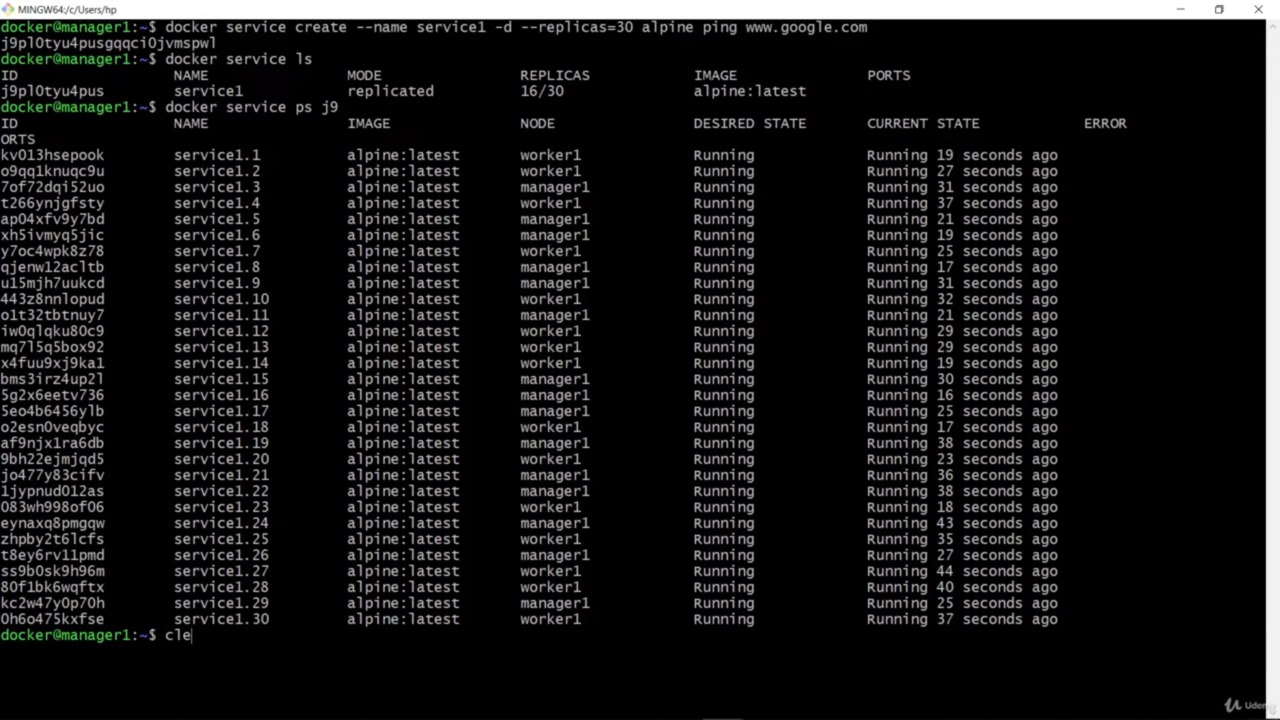 MINGW64:/c/Users/hp
docker@manager1:~$ docker service create --name service1 -d --replicas=30 alpine ping www.google.com
j9pl0tyu4pusgqqci0jvmspwl
docker@manager1:~$ docker service ls
ID NAME MODE REPLICAS IMAGE PORTS
j9pl0tyu4pus service1 replicated 16/30 alpine:latest
docker@manager1:~$ docker service ps j9
ID NAME IMAGE NODE DESIRED STATE CURRENT STATE ERROR
ORTS
kv013hsepook service1.1 alpine:latest worker1 Running Running 19 seconds ago
o9qq1knuqc9u service1.2 alpine:latest worker1 Running Running 27 seconds ago
7of72dqi52uo service1.3 alpine:latest manager1 Running Running 31 seconds ago
t266ynjgfsty service1.4 alpine:latest worker1 Running Running 37 seconds ago
ap04xfv9y7bd service1.5 alpine:latest manager1 Running Running 21 seconds ago
xh5ivmyq5jic service1.6 alpine:latest manager1 Running Running 19 seconds ago
y7oc4wpk8z78 service1.7 alpine:latest worker1 Running Running 25 seconds ago
qjenw12acltb service1.8 alpine:latest manager1 Running Running 17 seconds ago
u15mjh7uukcd service1.9 alpine:latest manager1 Running Running 31 seconds ago
443z8nnlopud service1.10 alpine:latest worker1 Running Running 32 seconds ago
o1t32tbtnuy7 service1.11 alpine:latest manager1 Running Running 21 seconds ago
iw0qlqku80c9 service1.12 alpine:latest worker1 Running Running 29 seconds ago
mq7l5q5box92 service1.13 alpine:latest worker1 Running Running 29 seconds ago
x4fuu9xj9ka1 service1.14 alpine:latest worker1 Running Running 19 seconds ago
bms3irz4up2l service1.15 alpine:latest manager1 Running Running 30 seconds ago
5g2x6eetv736 service1.16 alpine:latest manager1 Running Running 16 seconds ago
5eo4b6456ylb service1.17 alpine:latest manager1 Running Running 25 seconds ago
o2esn0veqbyc service1.18 alpine:latest worker1 Running Running 17 seconds ago
af9njx1ra6db service1.19 alpine:latest manager1 Running Running 38 seconds ago
9bh22ejmjqd5 service1.20 alpine:latest worker1 Running Running 23 seconds ago
jo477y83cifv service1.21 alpine:latest manager1 Running Running 36 seconds ago
ljypnud012as service1.22 alpine:latest manager1 Running Running 38 seconds ago
083wh998of06 service1.23 alpine:latest worker1 Running Running 18 seconds ago
eynaxq8pmgqw service1.24 alpine:latest manager1 Running Running 43 seconds ago
zhpby2t6lcfs service1.25 alpine:latest worker1 Running Running 35 seconds ago
t8ey6rv11pmd service1.26 alpine:latest manager1 Running Running 27 seconds ago
ss9b0sk9h96m service1.27 alpine:latest worker1 Running Running 44 seconds ago
80f1bk6wqftx service1.28 alpine:latest worker1 Running Running 40 seconds ago
kc2w47y0p70h service1.29 alpine:latest manager1 Running Running 25 seconds ago
0h6o475kxfse service1.30 alpine:latest worker1 Running Running 37 seconds ago
docker@manager1:~$ cle